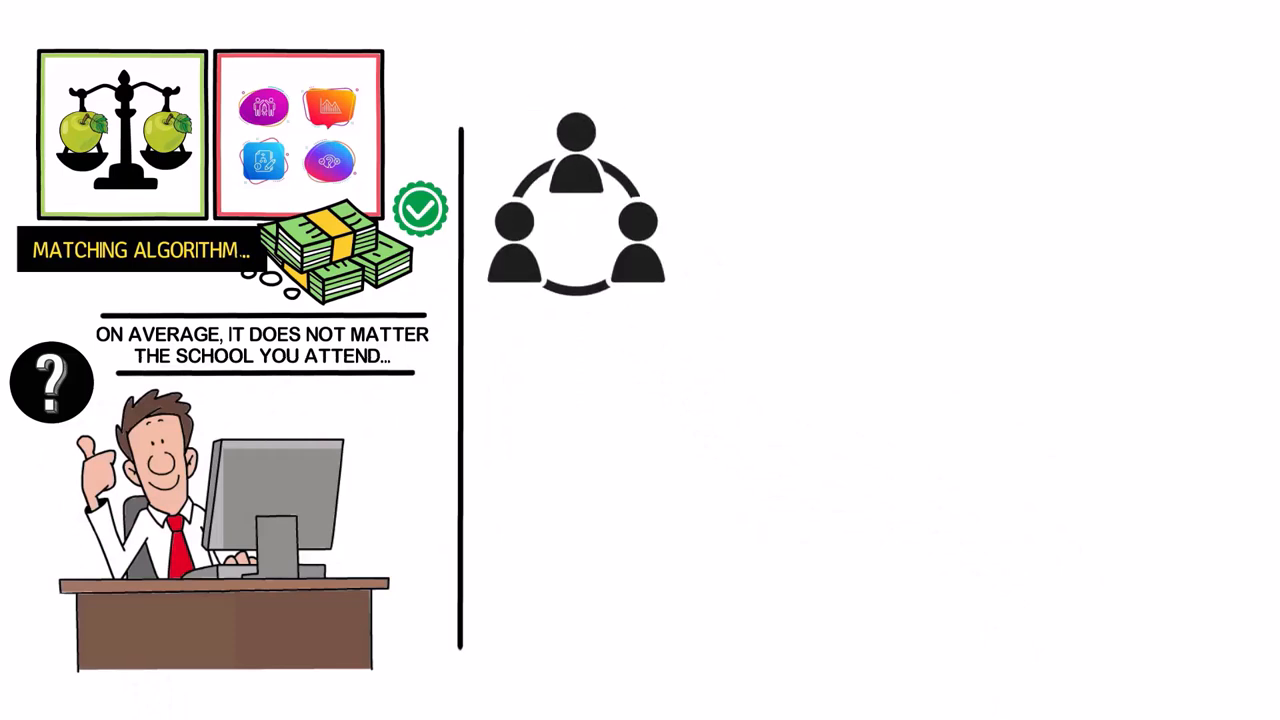 MATCHING ALGORITHM...
ON AVERAGE, IT DOES NOT MATTER
THE SCHOOL YOU ATTEND...
?